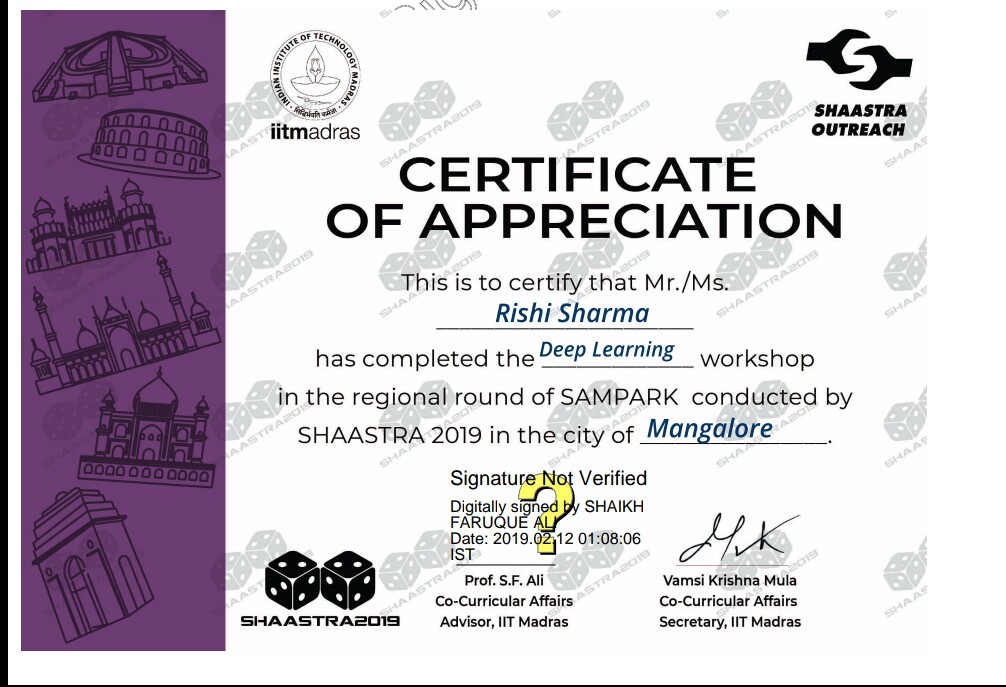 INDIAN INSTITUTE OF TECHNOLOGY MADRAS
सिद्धिर्भवति कर्मजा
iitmadras
SHAASTRA
OUTREACH
CERTIFICATE
OF APPRECIATION
This is to certify that Mr./Ms.
Rishi Sharma
has completed the Deep Learning workshop
in the regional round of SAMPARK conducted by
SHAASTRA 2019 in the city of Mangalore.
Signature Not Verified
Digitally signed by SHAIKH
FARUQUE ALI
Date: 2019.02.12 01:08:06
IST
?
Prof. S.F. Ali
Co-Curricular Affairs
Advisor, IIT Madras
Vamsi Krishna Mula
Co-Curricular Affairs
Secretary, IIT Madras
SHAASTRA2019